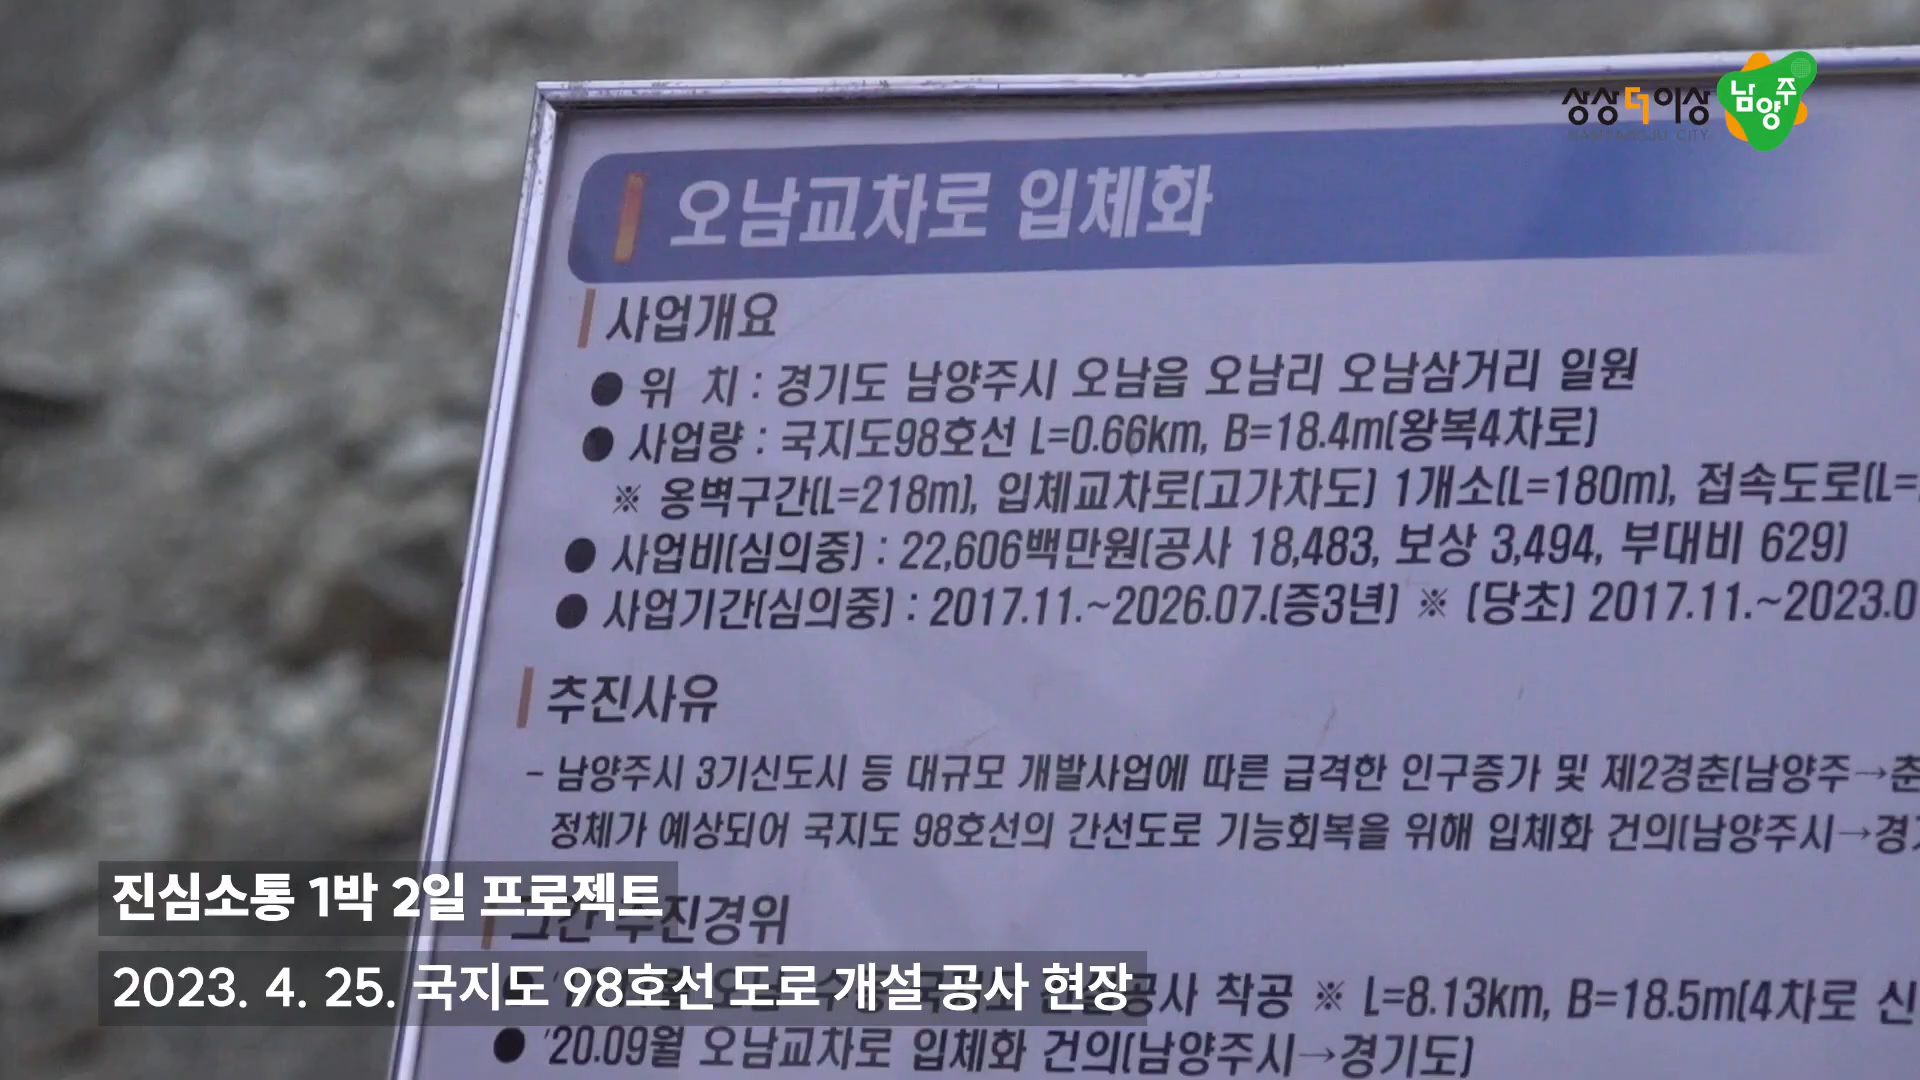 상상더이상 남양주
NAMYANGJU CITY
오남교차로 입체화
사업개요
● 위 치 : 경기도 남양주시 오남읍 오남리 오남삼거리 일원
● 사업량 : 국지도98호선 L=0.66km, B=18.4m(왕복4차로)
※ 옹벽구간(L=218m), 입체교차로(고가차도) 1개소(L=180m), 접속도로(L=
● 사업비(심의중) : 22,606백만원(공사 18,483, 보상 3,494, 부대비 629)
● 사업기간(심의중) : 2017.11.~2026.07.(증3년) ※ (당초) 2017.11.~2023.0
추진사유
- 남양주시 3기신도시 등 대규모 개발사업에 따른 급격한 인구증가 및 제2경춘(남양주→춘
정체가 예상되어 국지도 98호선의 간선도로 기능회복을 위해 입체화 건의(남양주시→경기
진심소통 1박 2일 프로젝트
그간 추진경위
2023. 4. 25. 국지도 98호선 도로 개설 공사 현장
공사 착공 ※ L=8.13km, B=18.5m(4차로 신
● '20.09월 오남교차로 입체화 건의(남양주시→경기도)